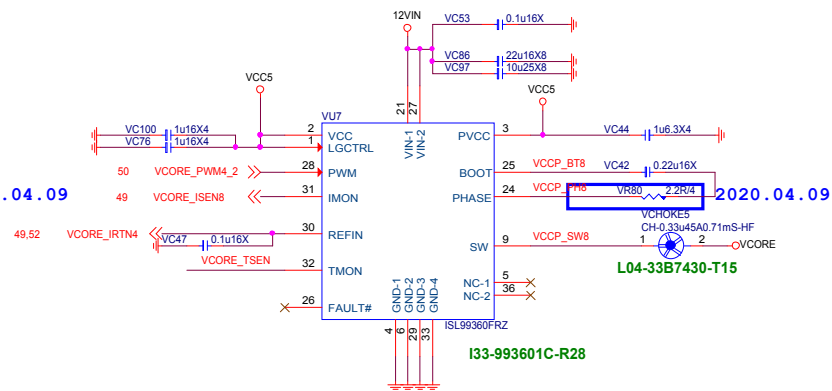 12VIN
VC53 0.1u16X
VC86 22u16X8
VC97 10u25X8
VCC5
VCC5
VU7
21
27
VC100 1u16X4
VC76 1u16X4
2 VCC
1 LGCTRL
VIN-1
VIN-2
PVCC 3
VC44 1u6.3X4
50 VCORE_PWM4_2
28 PWM
BOOT 25 VCCP_BT8 VC42 0.22u16X
.04.09
49 VCORE_ISEN8
31 IMON
PHASE 24 VCCP_PH8 VR80 2.2R/4
2020.04.09
VCHOKE5
CH-0.33u45A0.71mS-HF
49,52 VCORE_IRTN4
30 REFIN
VC47 0.1u16X
SW 9 VCCP_SW8 1 2 VCORE
L04-33B7430-T15
VCORE_TSEN
32 TMON
NC-1 5
NC-2 36
26 FAULT#
GND-1
GND-2
GND-3
GND-4
4
6
29
33
ISL99360FRZ
I33-993601C-R28